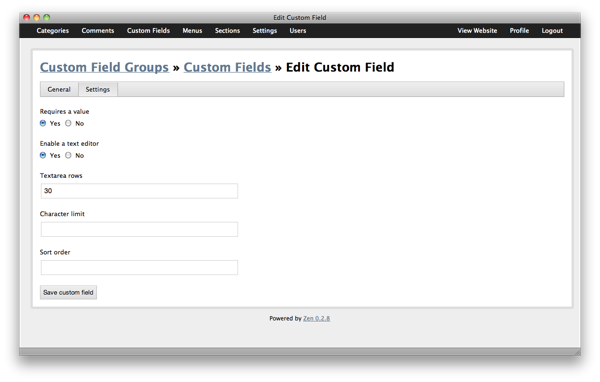 Edit Custom Field
Categories Comments Custom Fields Menus Sections Settings Users View Website Profile Logout
Custom Field Groups » Custom Fields » Edit Custom Field
General Settings
Requires a value
Yes No
Enable a text editor
Yes No
Textarea rows
30
Character limit
Sort order
Save custom field
Powered by Zen 0.2.8